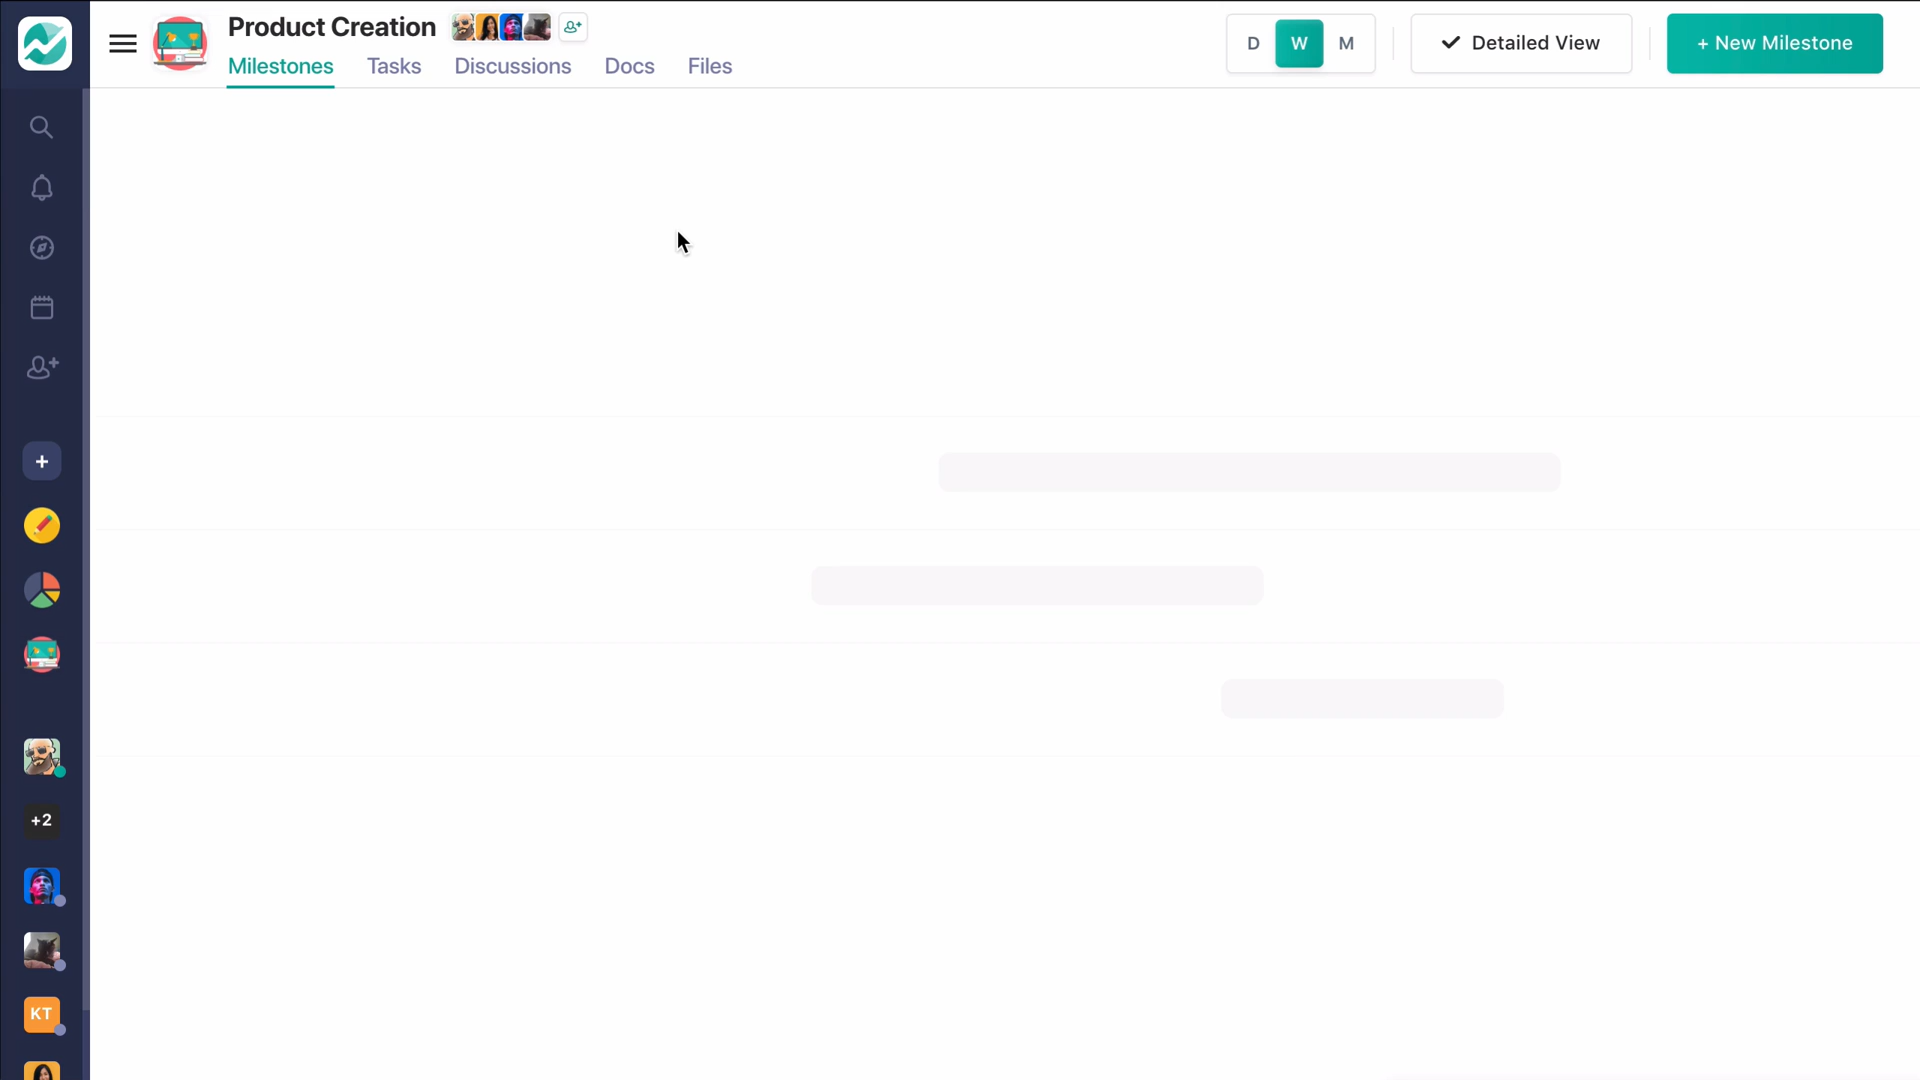 Product Creation
Milestones Tasks Discussions Docs Files
D W M
Detailed View
+ New Milestone
+2
KT